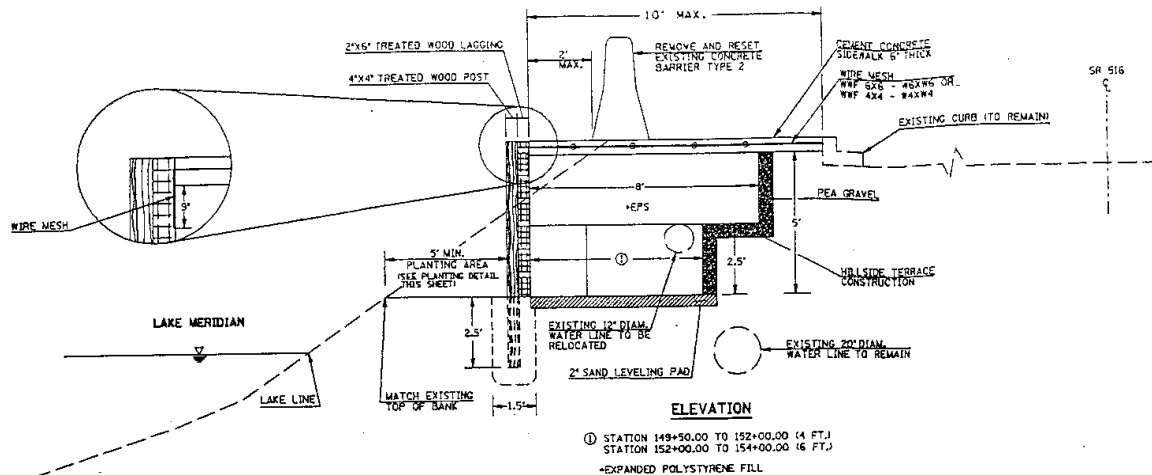 10' MAX.
2"X6" TREATED WOOD LAGGING
4"X4" TREATED WOOD POST
2'
MAX.
REMOVE AND RESET
EXISTING CONCRETE
BARRIER TYPE 2
CEMENT CONCRETE
SIDEWALK 6" THICK
WIRE MESH
WWF 6X6 - W6XW6 OR
WWF 4X4 - W4XW4
SR 516
EXISTING CURB (TO REMAIN)
9"
WIRE MESH
8'
*EPS
PEA GRAVEL
5'
5' MIN.
PLANTING AREA
(SEE PLANTING DETAIL
THIS SHEET)
1
2.5'
HILLSIDE TERRACE
CONSTRUCTION
LAKE MERIDIAN
2.5'
EXISTING 12" DIAM.
WATER LINE TO BE
RELOCATED
EXISTING 20" DIAM.
WATER LINE TO REMAIN
2" SAND LEVELING PAD
LAKE LINE
MATCH EXISTING
TOP OF BANK
1.5'
ELEVATION
① STATION 149+50.00 TO 152+00.00 (4 FT.)
STATION 152+00.00 TO 154+00.00 (6 FT.)
*EXPANDED POLYSTYRENE FILL